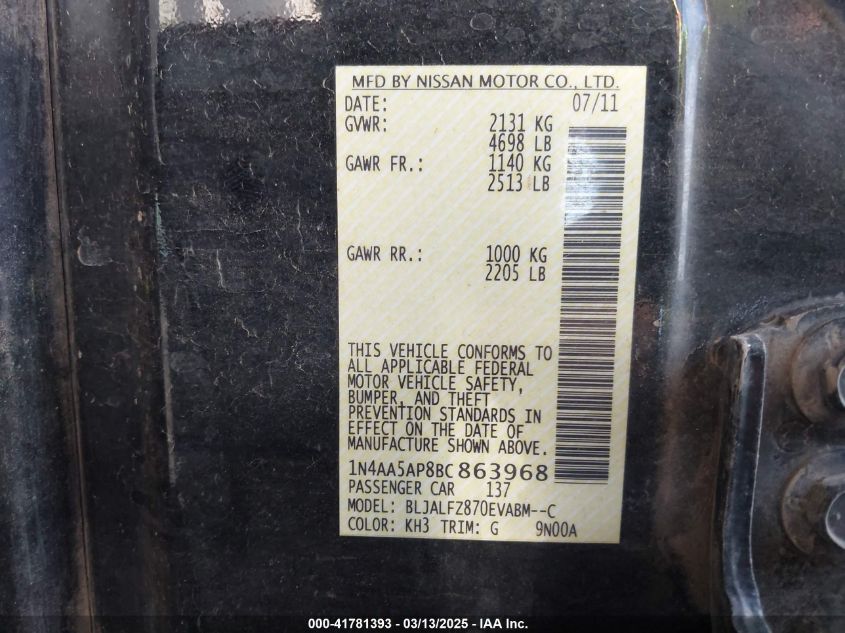 MFD BY NISSAN MOTOR CO., LTD.
DATE: 07/11
GVWR: 2131 KG
4698 LB
GAWR FR.: 1140 KG
2513 LB
GAWR RR.: 1000 KG
2205 LB
THIS VEHICLE CONFORMS TO
ALL APPLICABLE FEDERAL
MOTOR VEHICLE SAFETY,
BUMPER, AND THEFT
PREVENTION STANDARDS IN
EFFECT ON THE DATE OF
MANUFACTURE SHOWN ABOVE.
1N4AA5AP8BC863968
PASSENGER CAR 137
MODEL: BLJALFZ870EVABM--C
COLOR: KH3 TRIM: G 9N00A
000-41781393 - 03/13/2025 - IAA Inc.